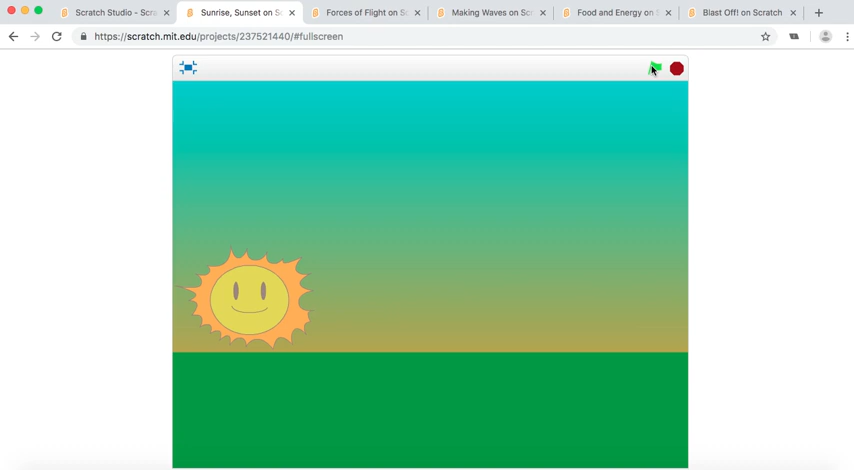 Scratch Studio - Scra
Sunrise, Sunset on Sc
Forces of Flight on Sc
Making Waves on Scr
Food and Energy on S
Blast Off! on Scratch
https://scratch.mit.edu/projects/237521440/#fullscreen